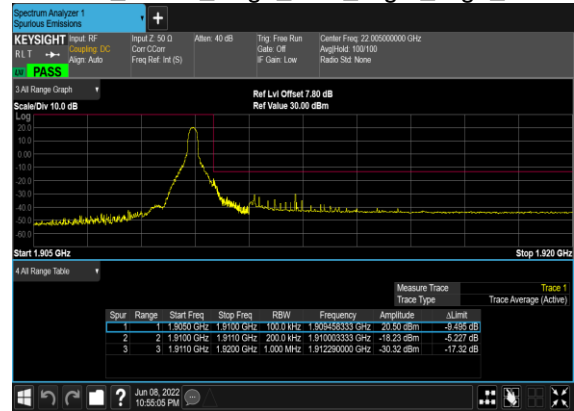 Spectrum Analyzer 1
Spurious Emissions
+
KEYSIGHT Input: RF Input Z: 50 Ω Atten: 40 dB Trig: Free Run Center Freq: 22.005000000 GHz
RLT Coupling: DC Corr CCorr Gate: Off Avg|Hold: 100/100
Align: Auto Freq Ref: Int (S) IF Gain: Low Radio Std: None
PASS
3 All Range Graph
Ref Lvl Offset 7.80 dB
Scale/Div 10.0 dB Ref Value 30.00 dBm
Log
20.0
10.0
0.00
-10.0
-20.0
-30.0
-40.0
-50.0
-60.0
Start 1.905 GHz Stop 1.920 GHz
4 All Range Table
Measure Trace Trace 1
Trace Type Trace Average (Active)
Spur Range Start Freq Stop Freq RBW Frequency Amplitude ΔLimit
1 1 1.9050 GHz 1.9100 GHz 100.0 kHz 1.909458333 GHz 20.50 dBm -9.495 dB
2 2 1.9100 GHz 1.9110 GHz 200.0 kHz 1.910003333 GHz -18.23 dBm -5.227 dB
3 3 1.9110 GHz 1.9200 GHz 1.000 MHz 1.912290000 GHz -30.32 dBm -17.32 dB
? Jun 08, 2022
10:55:05 PM